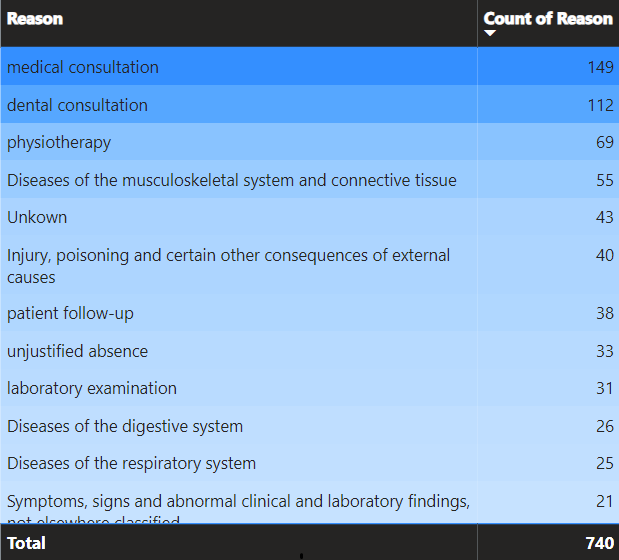 Reason Count of Reason
medical consultation 149
dental consultation 112
physiotherapy 69
Diseases of the musculoskeletal system and connective tissue 55
Unkown 43
Injury, poisoning and certain other consequences of external 40
causes
patient follow-up 38
unjustified absence 33
laboratory examination 31
Diseases of the digestive system 26
Diseases of the respiratory system 25
Symptoms, signs and abnormal clinical and laboratory findings, 21
not elsewhere classified
Total 740